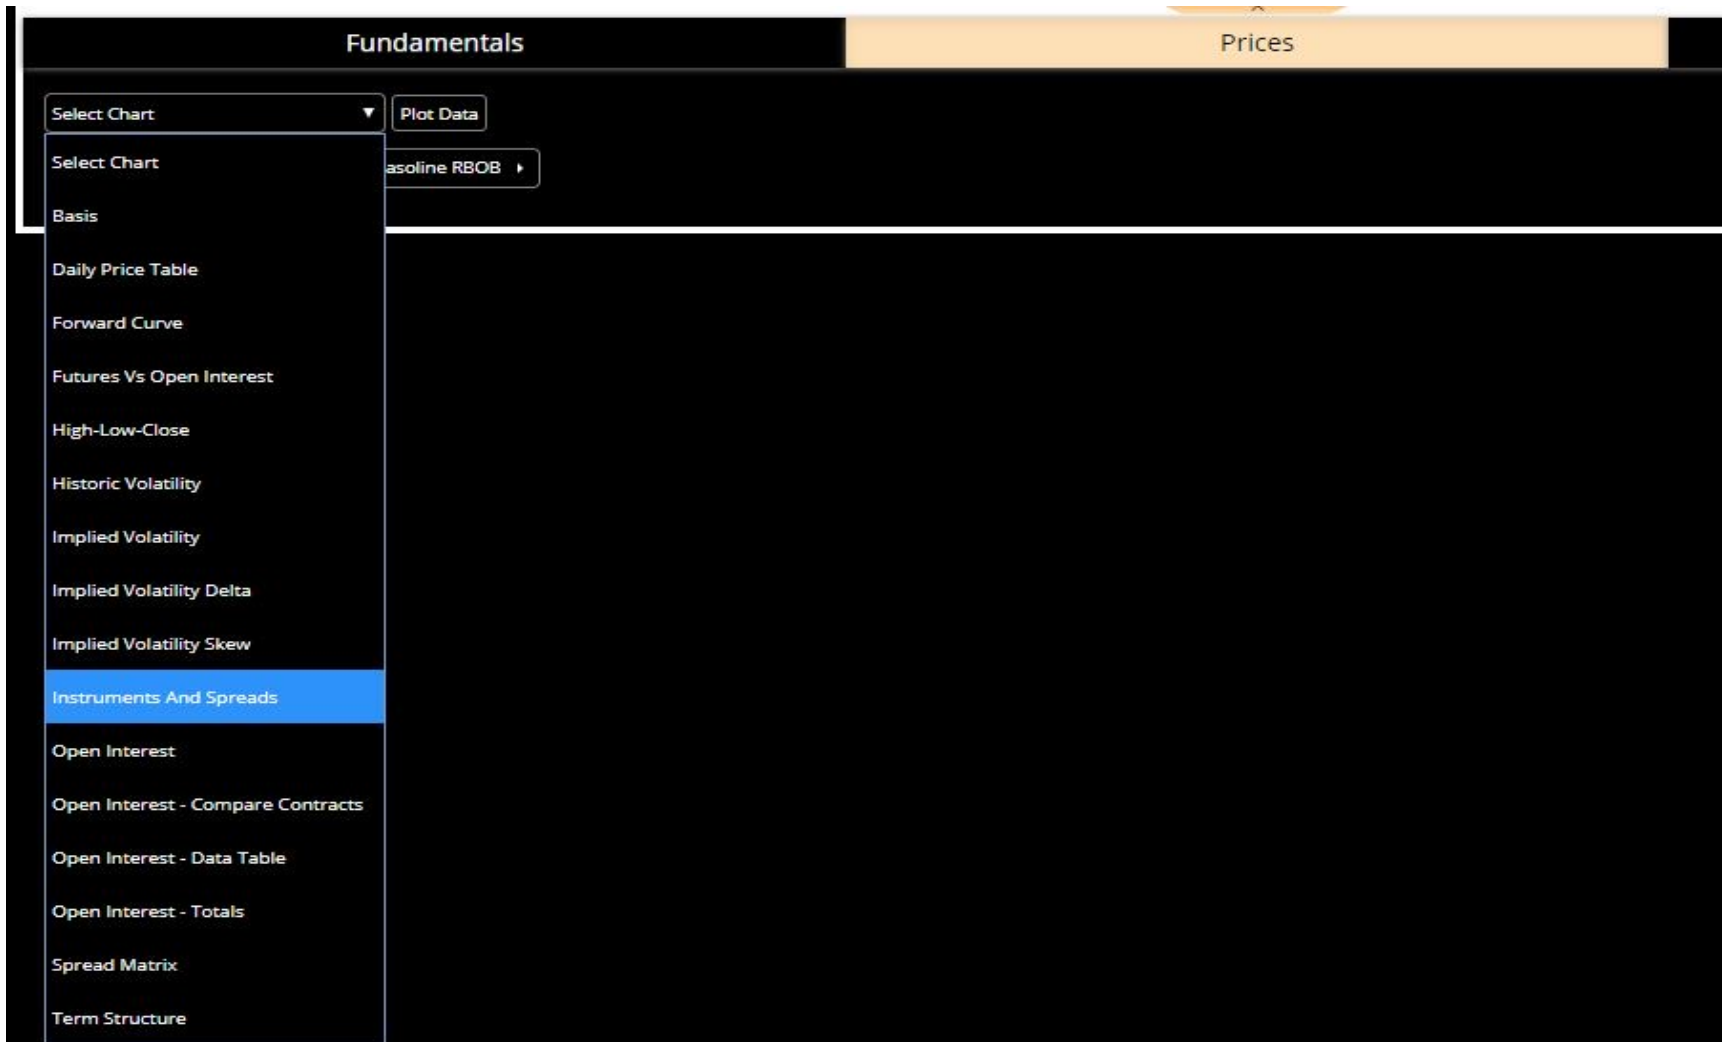 Fundamentals
Prices
Select Chart
Plot Data
Select Chart
asoline RBOB
Basis
Daily Price Table
Forward Curve
Futures Vs Open Interest
High-Low-Close
Historic Volatility
Implied Volatility
Implied Volatility Delta
Implied Volatility Skew
Instruments And Spreads
Open Interest
Open Interest - Compare Contracts
Open Interest - Data Table
Open Interest - Totals
Spread Matrix
Term Structure